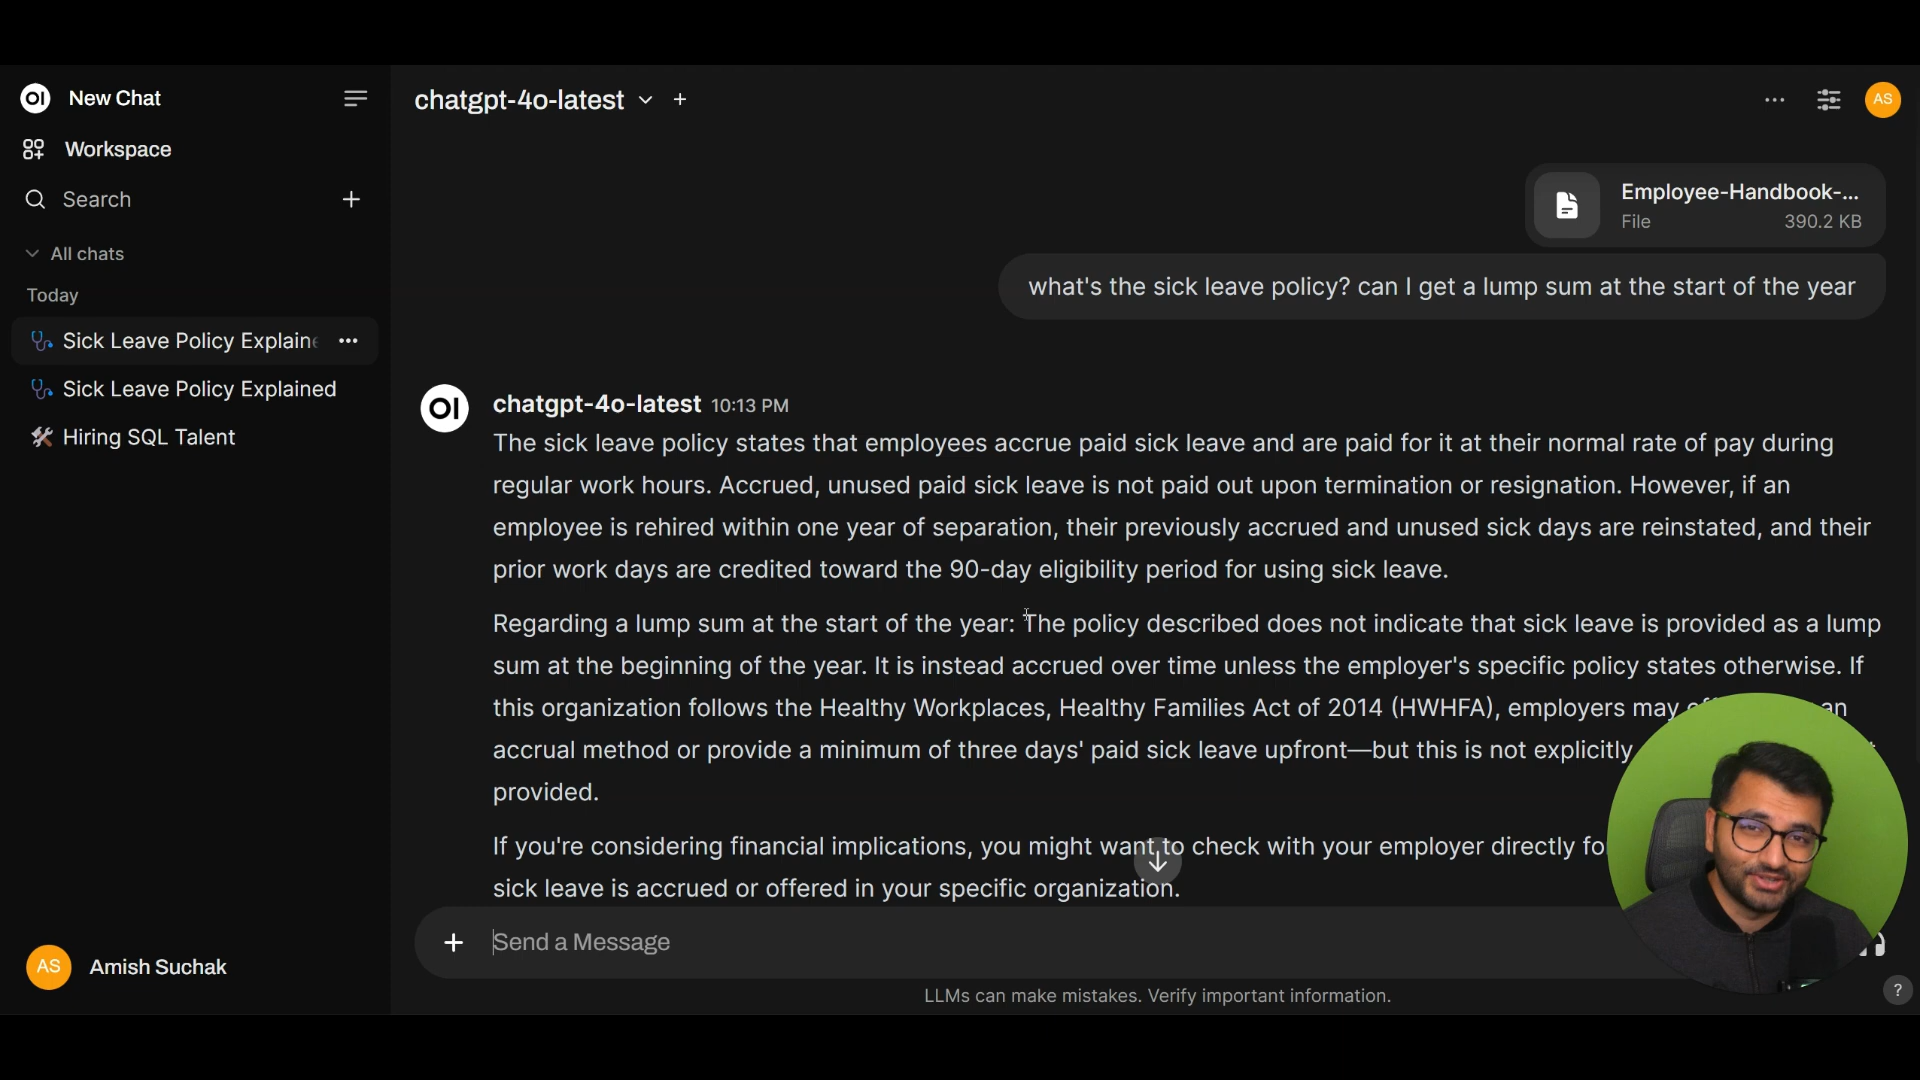 OI New Chat
Workspace
Search
All chats
Today
Sick Leave Policy Explain
Sick Leave Policy Explained
Hiring SQL Talent
AS Amish Suchak
chatgpt-4o-latest
AS
Employee-Handbook-...
File 390.2 KB
what's the sick leave policy? can I get a lump sum at the start of the year
OI chatgpt-4o-latest 10:13 PM
The sick leave policy states that employees accrue paid sick leave and are paid for it at their normal rate of pay during
regular work hours. Accrued, unused paid sick leave is not paid out upon termination or resignation. However, if an
employee is rehired within one year of separation, their previously accrued and unused sick days are reinstated, and their
prior work days are credited toward the 90-day eligibility period for using sick leave.
Regarding a lump sum at the start of the year: The policy described does not indicate that sick leave is provided as a lump
sum at the beginning of the year. It is instead accrued over time unless the employer's specific policy states otherwise. If
this organization follows the Healthy Workplaces, Healthy Families Act of 2014 (HWHFA), employers may an
accrual method or provide a minimum of three days' paid sick leave upfront—but this is not explicitly
provided.
If you're considering financial implications, you might want to check with your employer directly fo
sick leave is accrued or offered in your specific organization.
Send a Message
LLMs can make mistakes. Verify important information.
?